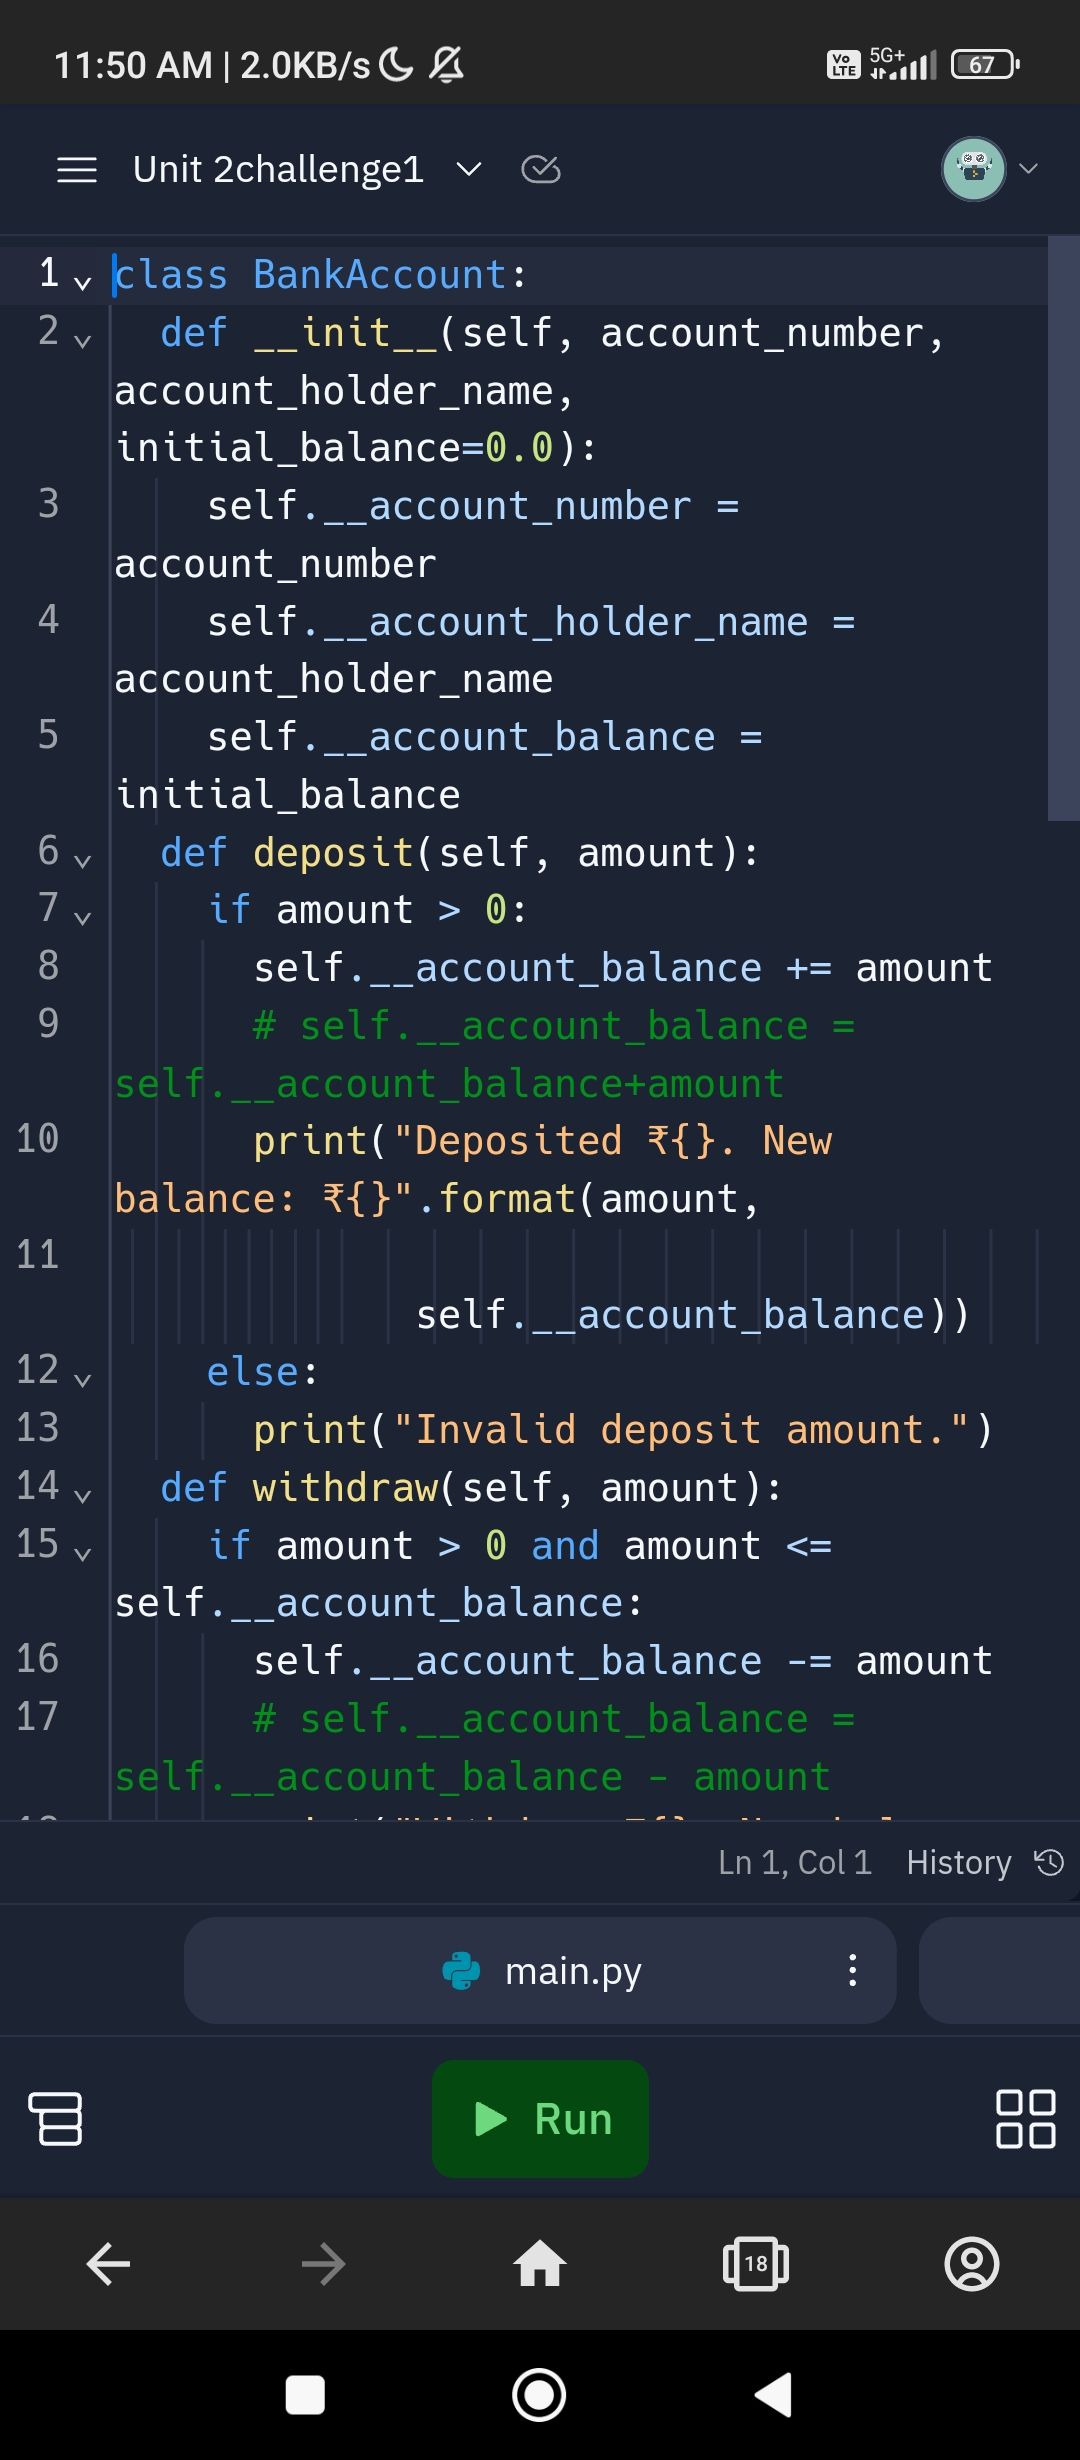 11:50 AM | 2.0KB/s Vo LTE 5G+ 67
Unit 2challenge1
1 class BankAccount:
2 def __init__(self, account_number,
account_holder_name,
initial_balance=0.0):
3 self.__account_number =
account_number
4 self.__account_holder_name =
account_holder_name
5 self.__account_balance =
initial_balance
6 def deposit(self, amount):
7 if amount > 0:
8 self.__account_balance += amount
9 # self.__account_balance =
self.__account_balance+amount
10 print("Deposited ₹{}. New
balance: ₹{}".format(amount,
11
self.__account_balance))
12 else:
13 print("Invalid deposit amount.")
14 def withdraw(self, amount):
15 if amount > 0 and amount <=
self.__account_balance:
16 self.__account_balance -= amount
17 # self.__account_balance =
self.__account_balance - amount
Ln 1, Col 1 History
main.py
Run
18